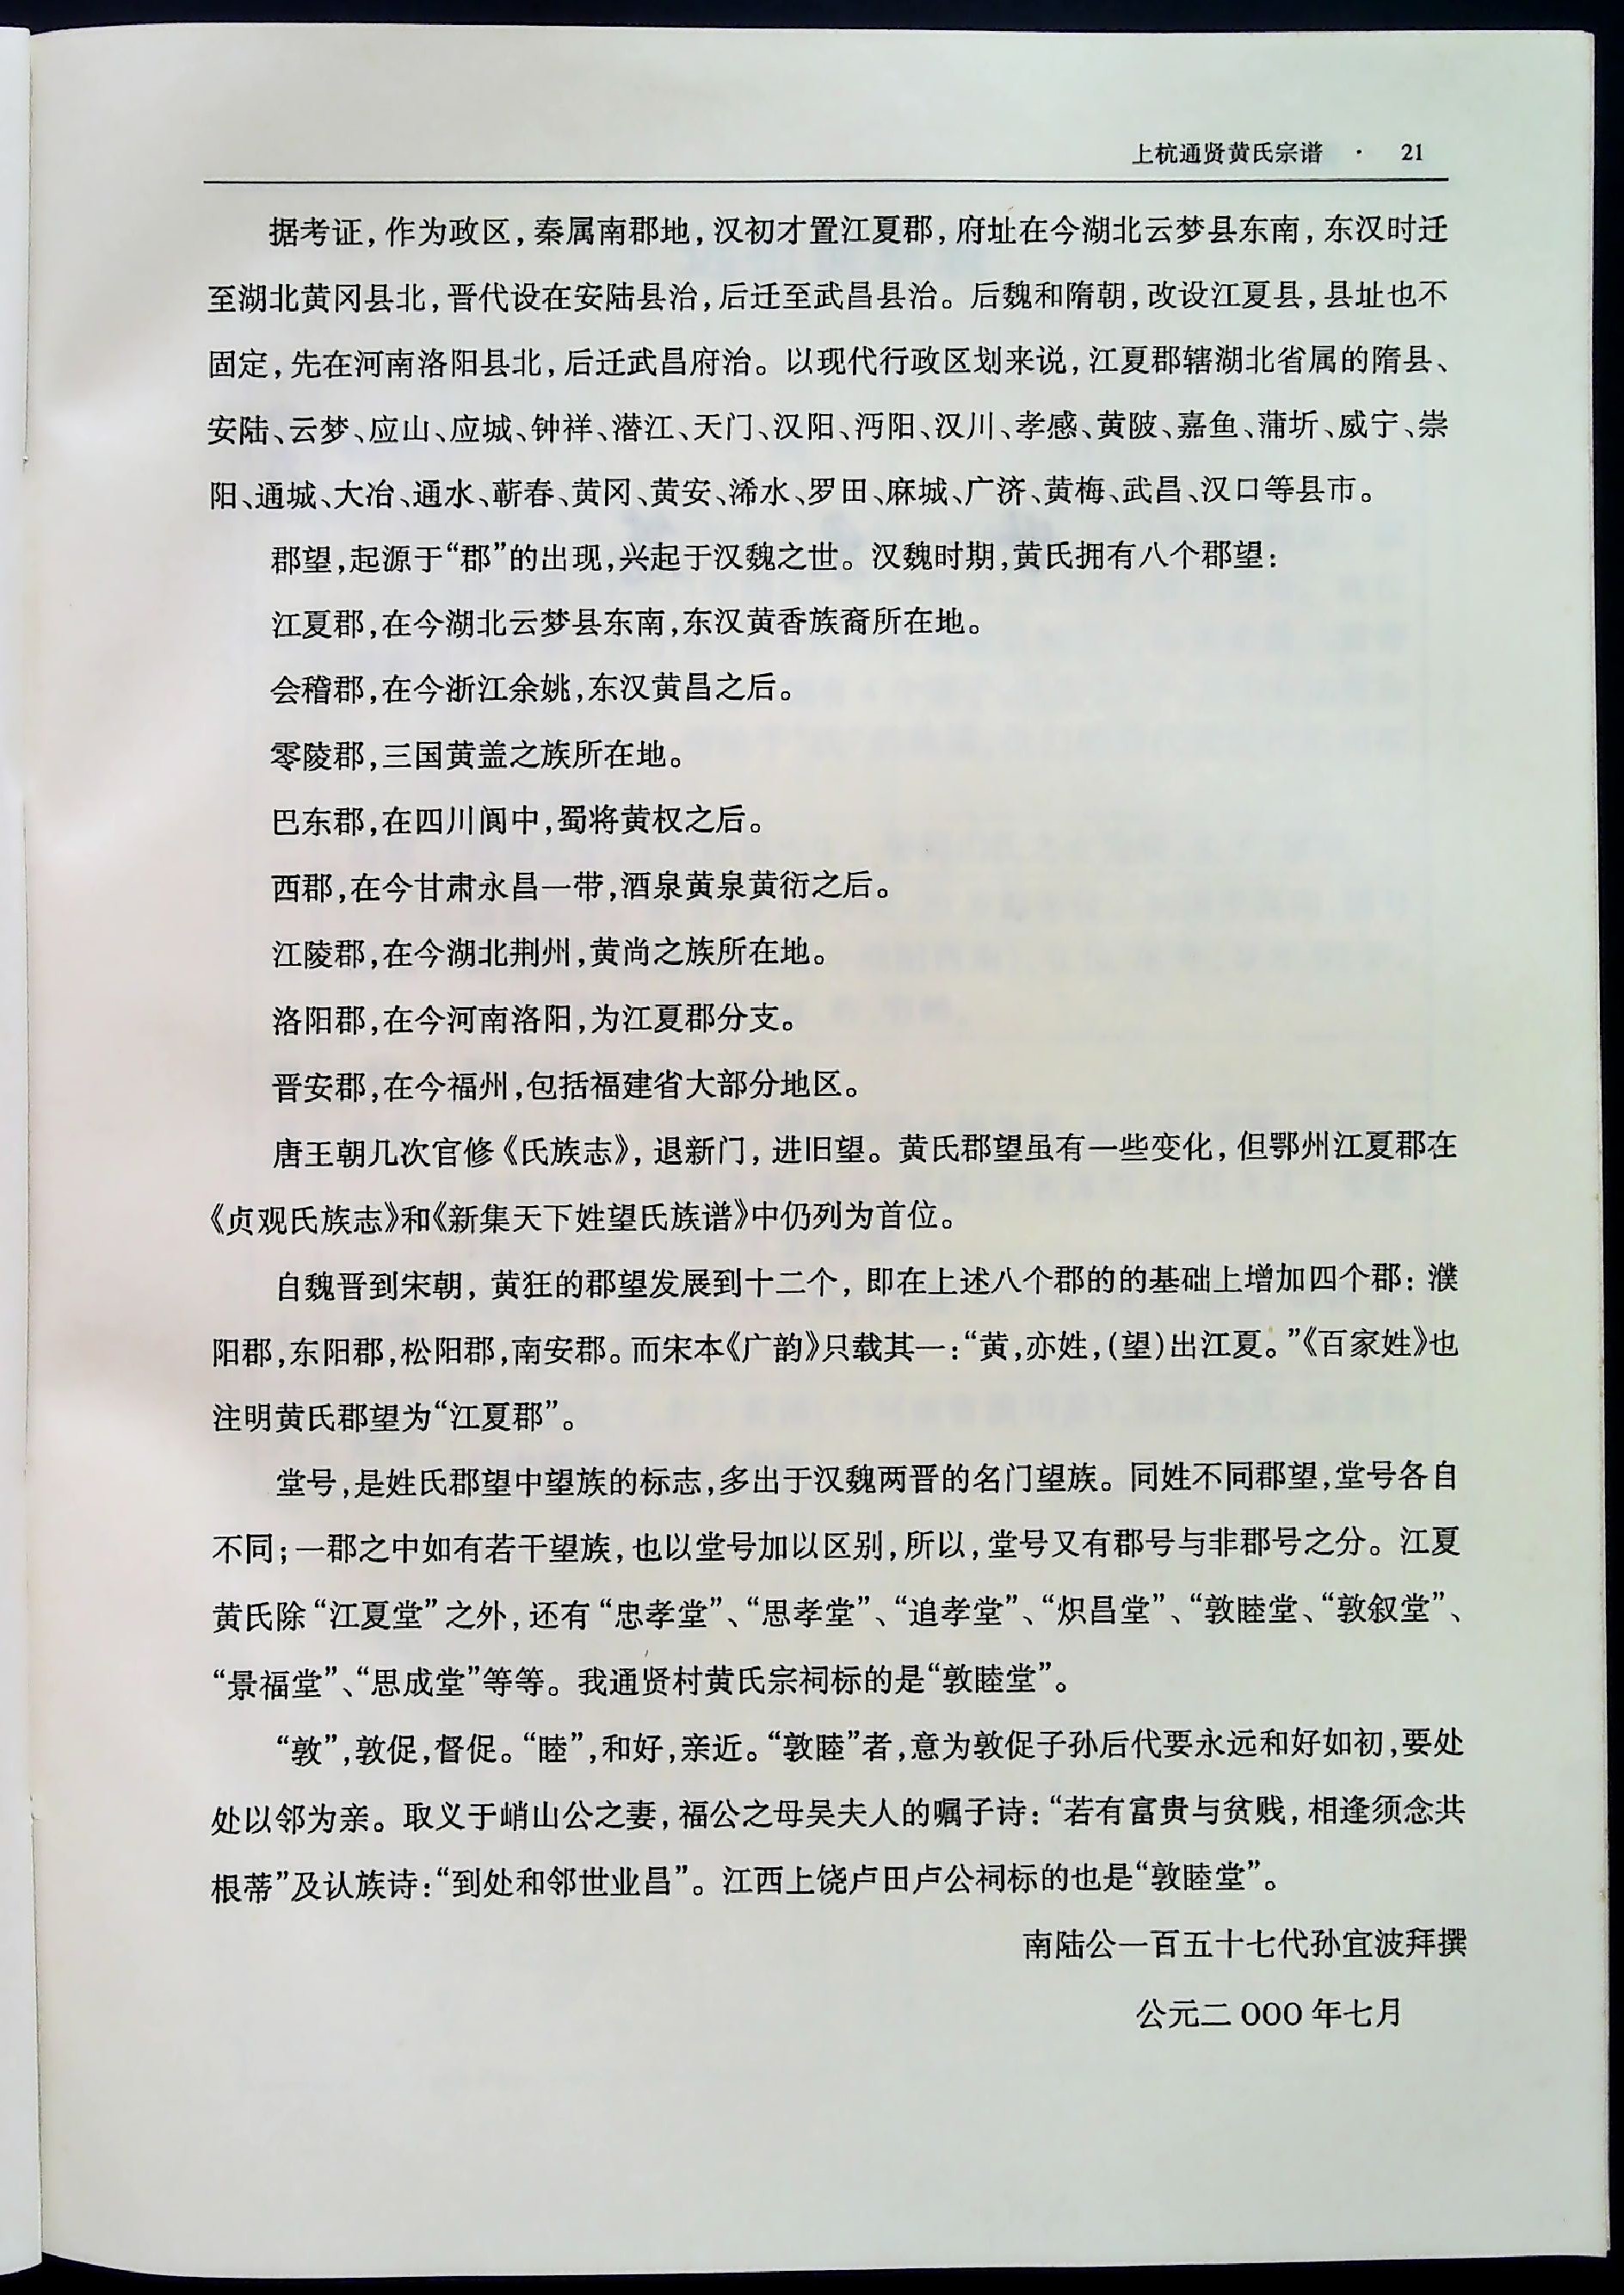 上杭通贤黄氏宗谱 · 21
据考证,作为政区,秦属南郡地,汉初才置江夏郡,府址在今湖北云梦县东南,东汉时迁
至湖北黄冈县北,晋代设在安陆县治,后迁至武昌县治。后魏和隋朝,改设江夏县,县址也不
固定,先在河南洛阳县北,后迁武昌府治。以现代行政区划来说,江夏郡辖湖北省属的隋县、
安陆、云梦、应山、应城、钟祥、潜江、天门、汉阳、沔阳、汉川、孝感、黄陂、嘉鱼、蒲圻、威宁、崇
阳、通城、大冶、通水、蕲春、黄冈、黄安、浠水、罗田、麻城、广济、黄梅、武昌、汉口等县市。
郡望,起源于“郡”的出现,兴起于汉魏之世。汉魏时期,黄氏拥有八个郡望:
江夏郡,在今湖北云梦县东南,东汉黄香族裔所在地。
会稽郡,在今浙江余姚,东汉黄昌之后。
零陵郡,三国黄盖之族所在地。
巴东郡,在四川阆中,蜀将黄权之后。
西郡,在今甘肃永昌一带,酒泉黄泉黄衍之后。
江陵郡,在今湖北荆州,黄尚之族所在地。
洛阳郡,在今河南洛阳,为江夏郡分支。
晋安郡,在今福州,包括福建省大部分地区。
唐王朝几次官修《氏族志》,退新门,进旧望。黄氏郡望虽有一些变化,但鄂州江夏郡在
《贞观氏族志》和《新集天下姓望氏族谱》中仍列为首位。
自魏晋到宋朝,黄狂的郡望发展到十二个,即在上述八个郡的的基础上增加四个郡:濮
阳郡,东阳郡,松阳郡,南安郡。而宋本《广韵》只载其一:“黄,亦姓,(望)出江夏。”《百家姓》也
注明黄氏郡望为“江夏郡”。
堂号,是姓氏郡望中望族的标志,多出于汉魏两晋的名门望族。同姓不同郡望,堂号各自
不同;一郡之中如有若干望族,也以堂号加以区别,所以,堂号又有郡号与非郡号之分。江夏
黄氏除“江夏堂”之外,还有“忠孝堂”、“思孝堂”、“追孝堂”、“炽昌堂”、“敦睦堂、“敦叙堂”、
“景福堂”、“思成堂”等等。我通贤村黄氏宗祠标的是“敦睦堂”。
“敦”,敦促,督促。“睦”,和好,亲近。“敦睦”者,意为敦促子孙后代要永远和好如初,要处
处以邻为亲。取义于峭山公之妻,福公之母吴夫人的嘱子诗:“若有富贵与贫贱,相逢须念共
根蒂”及认族诗:“到处和邻世业昌”。江西上饶卢田卢公祠标的也是“敦睦堂”。
南陆公一百五十七代孙宜波拜撰
公元二 OOO 年七月